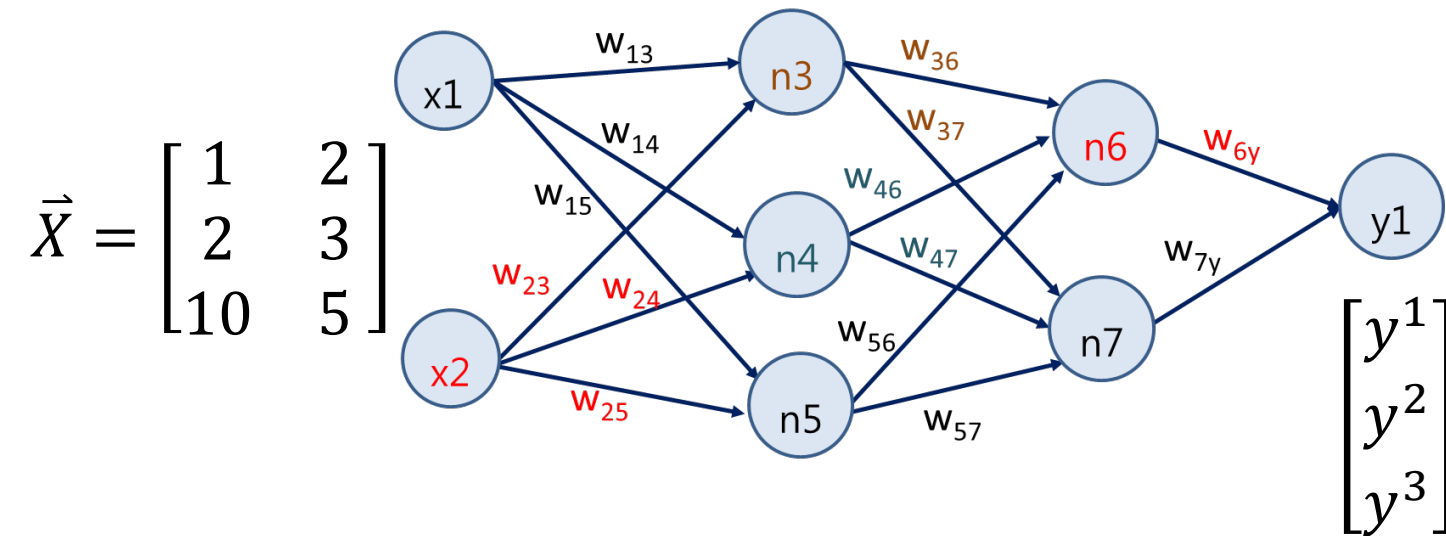 X⃗ = [1 2
2 3
10 5]
x1
x2
w₁₃
w₁₄
w₁₅
w₂₃
w₂₄
w₂₅
n3
n4
n5
w₃₆
w₃₇
w₄₆
w₄₇
w₅₆
w₅₇
n6
n7
w₆y
w₇y
y1
[y¹
y²
y³]